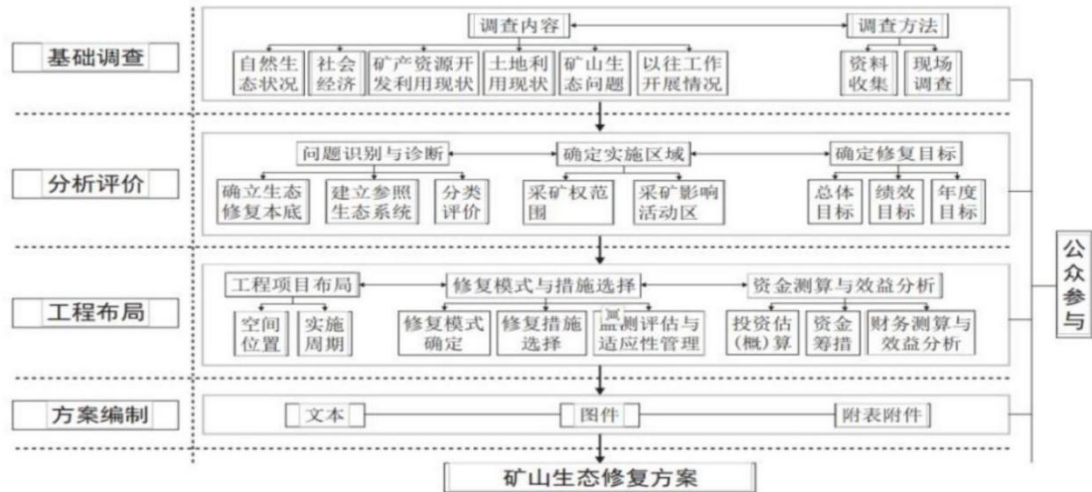 调查内容
调查方法
基础调查
自然生
态状况
社会
经济
矿产资源开
发利用现状
土地利
用现状
矿山生
态问题
以往工作
开展情况
资料
收集
现场
调查
问题识别与诊断
确定实施区域
确定修复目标
分析评价
确立生态
修复本底
建立参照
生态系统
分类
评价
采矿权范
围
采矿影响
活动区
总体
目标
绩效
目标
年度
目标
公众参与
工程项目布局
修复模式与措施选择
资金测算与效益分析
工程布局
空间
位置
实施
周期
修复模式
确定
修复措施
选择
监测评估与
适应性管理
投资估
(概)算
资金
筹措
财务测算与
效益分析
方案编制
文本
图件
附表附件
矿山生态修复方案